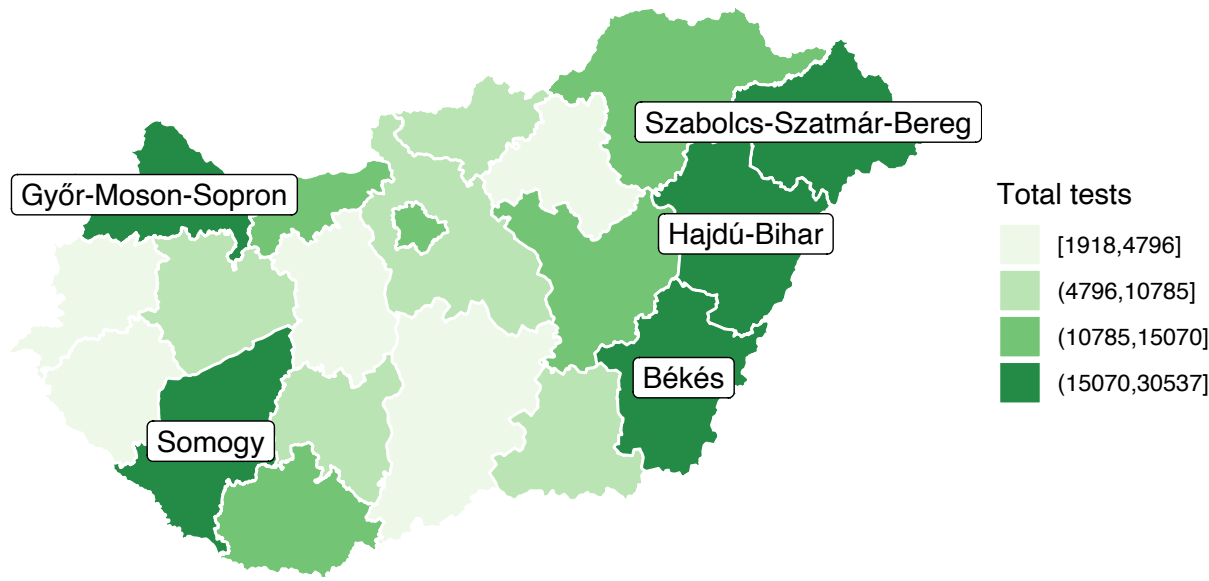 Szabolcs-Szatmár-Bereg
Győr-Moson-Sopron
Hajdú-Bihar
Békés
Somogy
Total tests
[1918,4796]
(4796,10785]
(10785,15070]
(15070,30537]